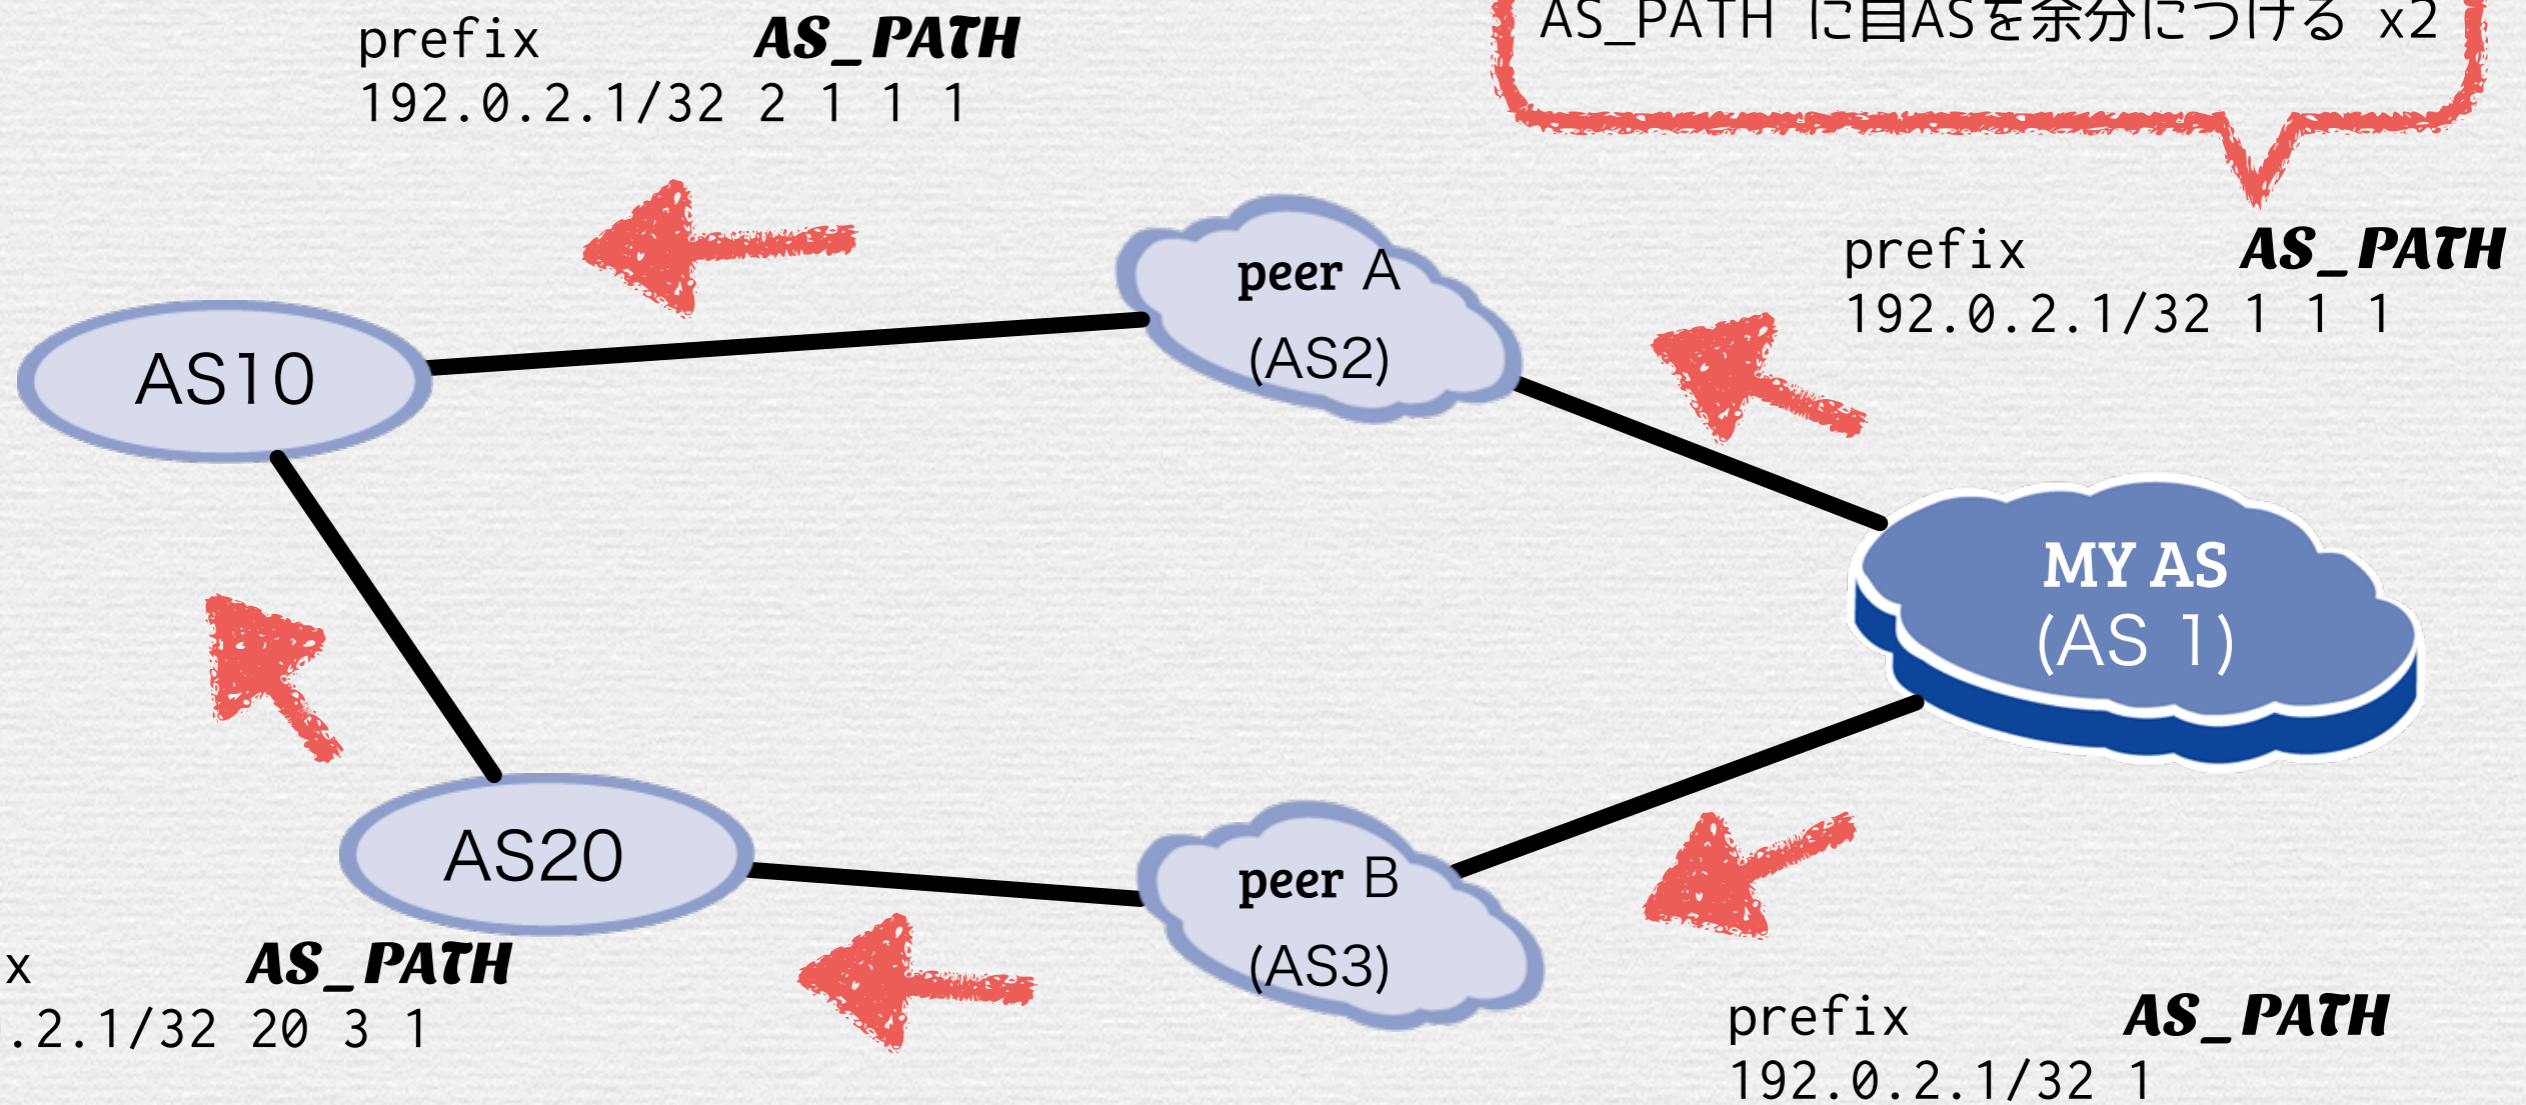 AS_PATH に自ASを余分につける x2
prefix AS_PATH
192.0.2.1/32 2 1 1 1
prefix AS_PATH
192.0.2.1/32 1 1 1
peer A
(AS2)
AS10
MY AS
(AS 1)
AS20
peer B
(AS3)
x AS_PATH
.2.1/32 20 3 1
prefix AS_PATH
192.0.2.1/32 1